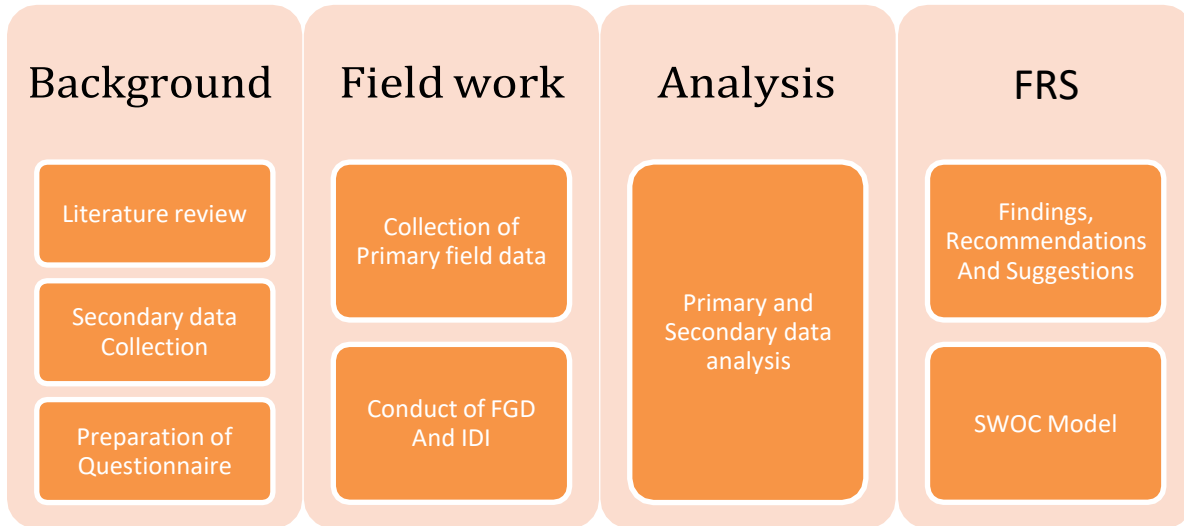 Background
Literature review
Secondary data
Collection
Preparation of
Questionnaire
Field work
Collection of
Primary field data
Conduct of FGD
And IDI
Analysis
Primary and
Secondary data
analysis
FRS
Findings,
Recommendations
And Suggestions
SWOC Model